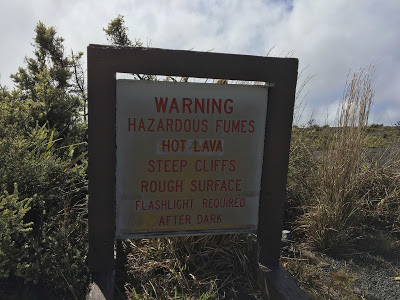 WARNING
HAZARDOUS FUMES
HOT LAVA
STEEP CLIFFS
ROUGH SURFACE
FLASHLIGHT REQUIRED
AFTER DARK